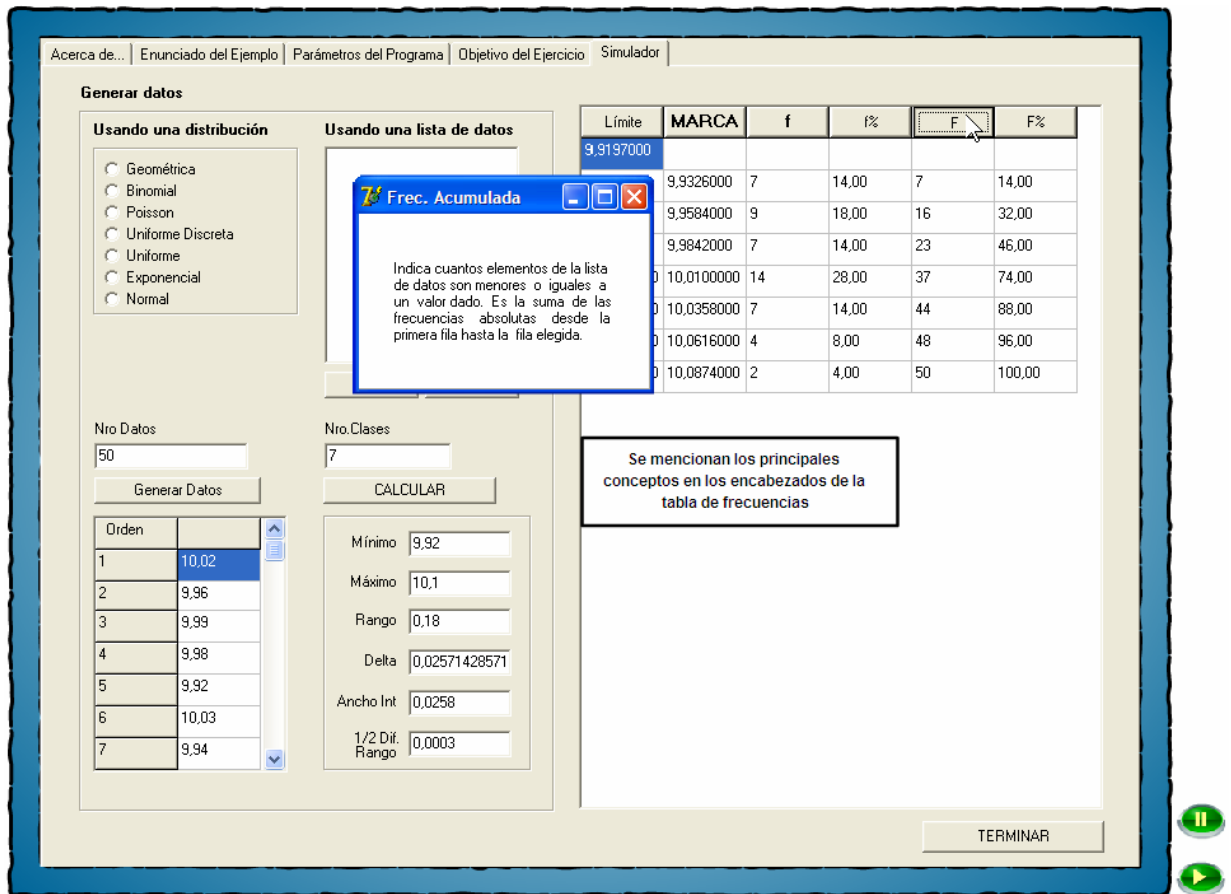 Acerca de... Enunciado del Ejemplo Parámetros del Programa Objetivo del Ejercicio Simulador
Generar datos
Usando una distribución
Geométrica
Binomial
Poisson
Uniforme Discreta
Uniforme
Exponencial
Normal
Usando una lista de datos
Frec. Acumulada
Indica cuantos elementos de la lista
de datos son menores o iguales a
un valor dado. Es la suma de las
frecuencias absolutas desde la
primera fila hasta la fila elegida.
Nro Datos
50
Generar Datos
Nro.Clases
7
CALCULAR
Orden
1 10,02
2 9,96
3 9,99
4 9,98
5 9,92
6 10,03
7 9,94
Mínimo 9,92
Máximo 10,1
Rango 0,18
Delta 0,02571428571
Ancho Int 0,0258
1/2 Dif.
Rango 0,0003
Límite MARCA f f% F F%
9,9197000
9,9326000 7 14,00 7 14,00
9,9584000 9 18,00 16 32,00
9,9842000 7 14,00 23 46,00
10,0100000 14 28,00 37 74,00
10,0358000 7 14,00 44 88,00
10,0616000 4 8,00 48 96,00
10,0874000 2 4,00 50 100,00
Se mencionan los principales
conceptos en los encabezados de la
tabla de frecuencias
TERMINAR